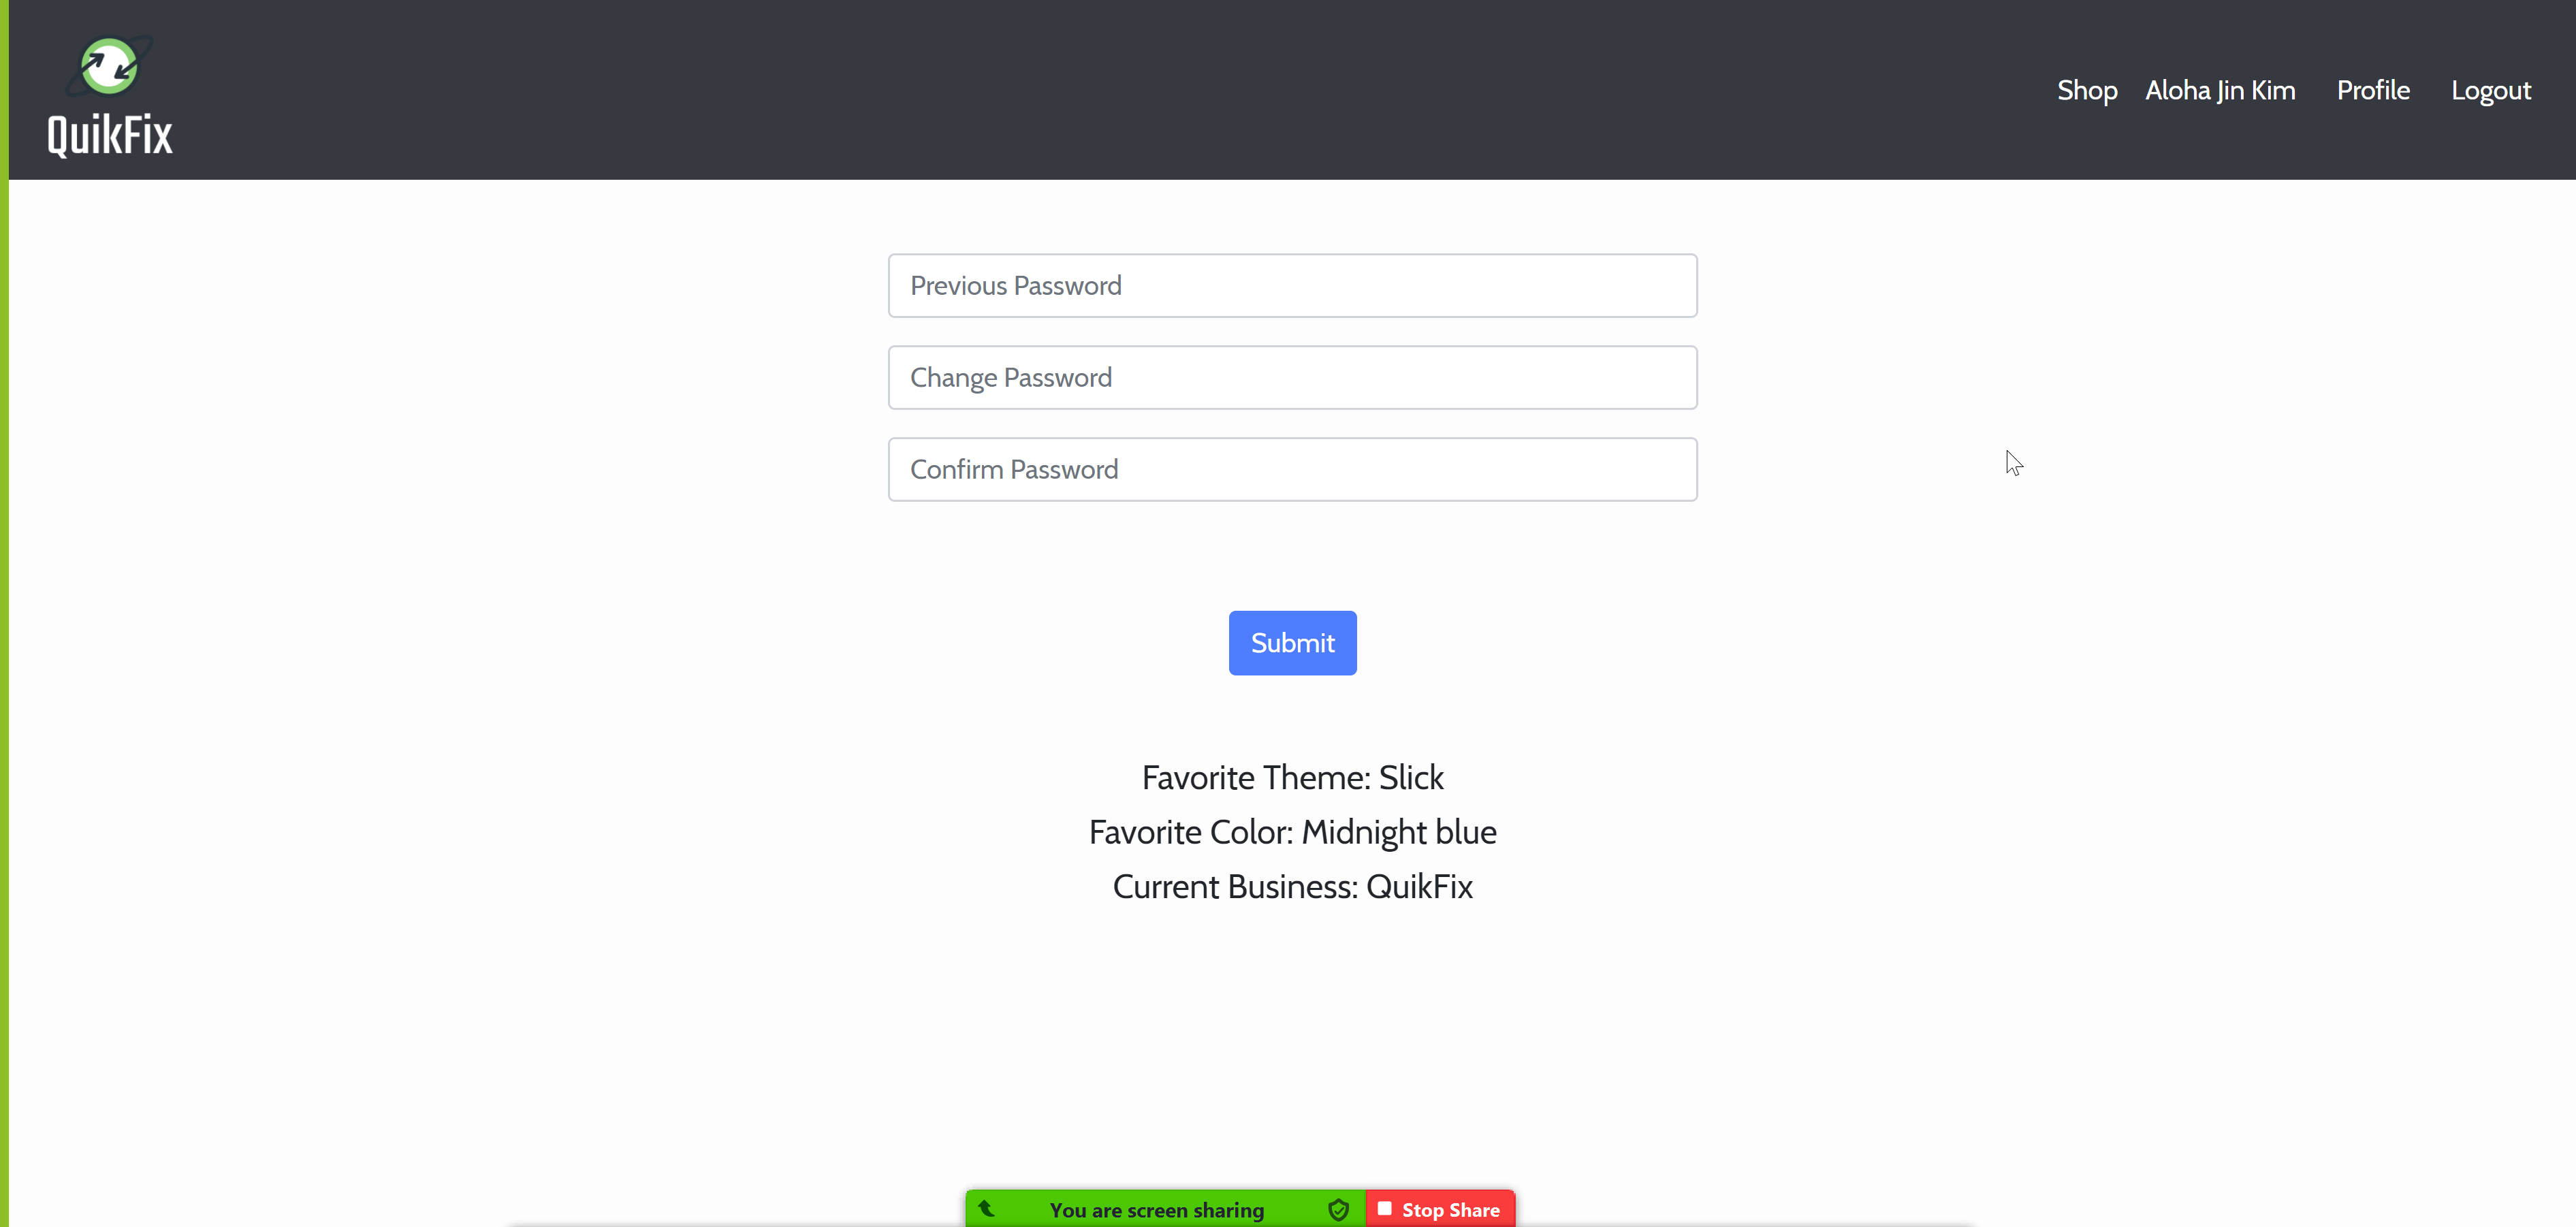 QuikFix
Shop Aloha Jin Kim Profile Logout
Previous Password
Change Password
Confirm Password
Submit
Favorite Theme: Slick
Favorite Color: Midnight blue
Current Business: QuikFix
You are screen sharing Stop Share